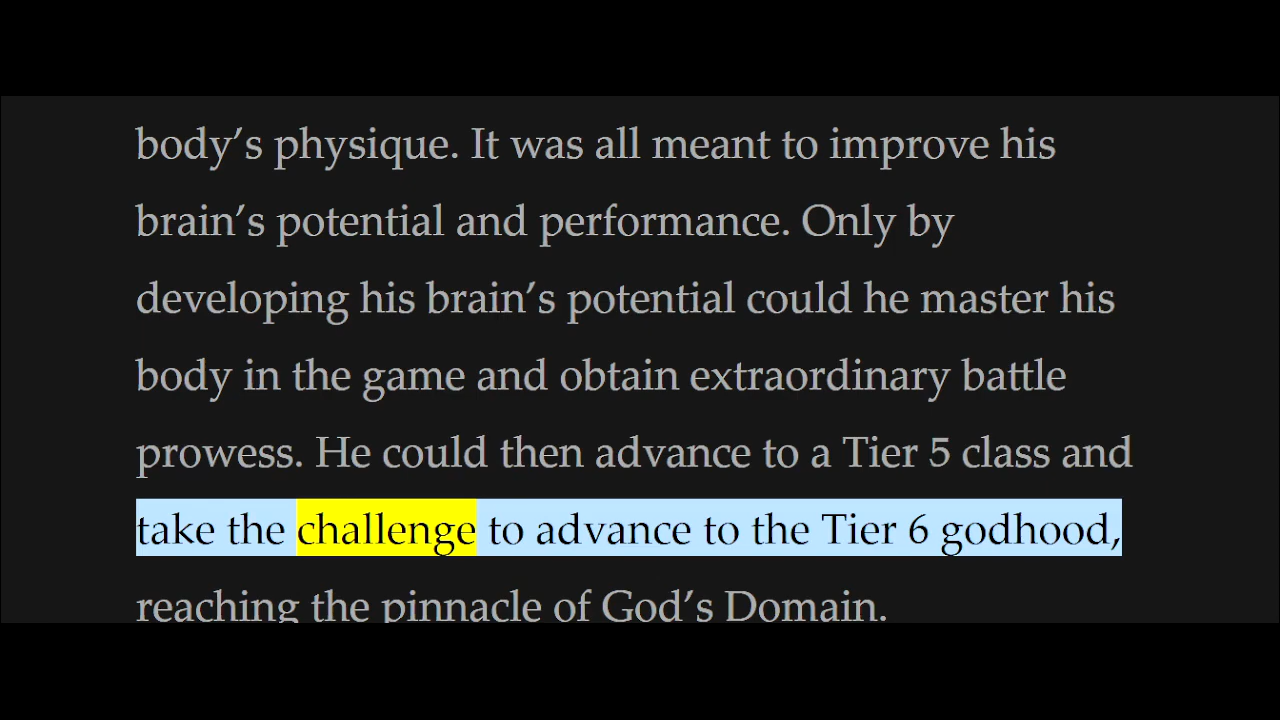 body’s physique. It was all meant to improve his
brain’s potential and performance. Only by
developing his brain’s potential could he master his
body in the game and obtain extraordinary battle
prowess. He could then advance to a Tier 5 class and
take the challenge to advance to the Tier 6 godhood,
reaching the pinnacle of God’s Domain.